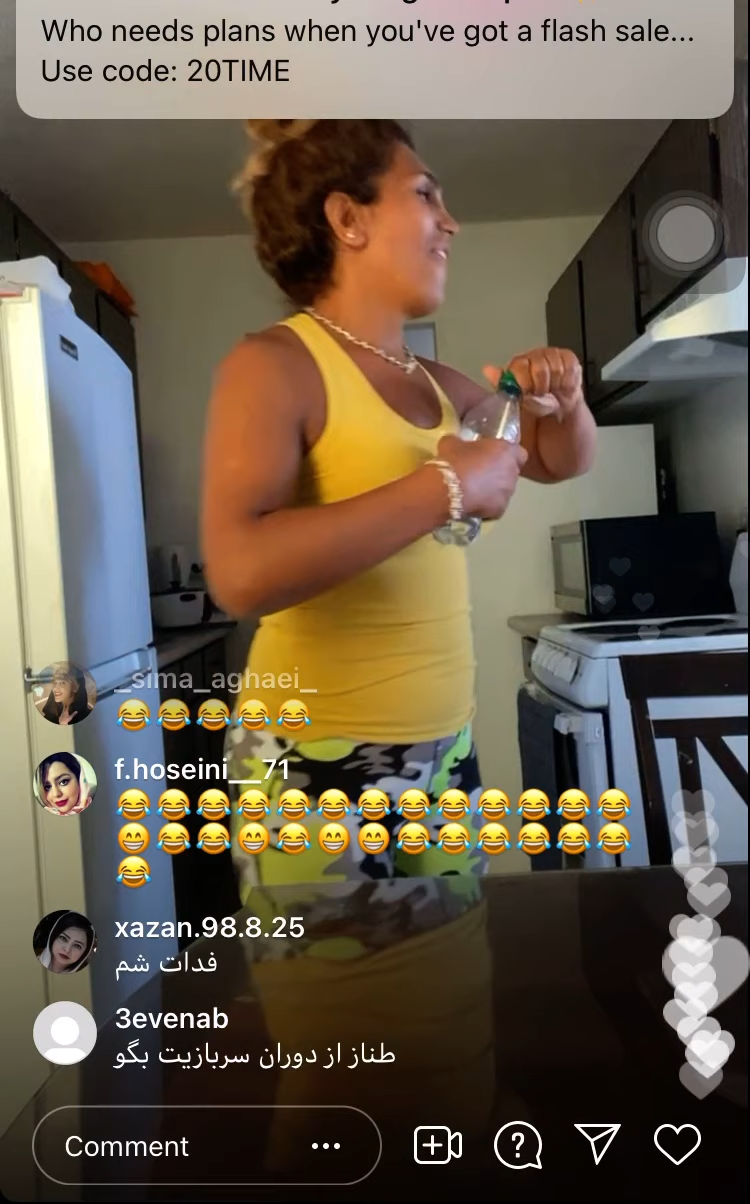 Who needs plans when you've got a flash sale...
Use code: 20TIME
_sima_aghaei_
😂😂😂😂😂
f.hoseini__71
😂😂😂😂😂😂😂😂😂😂😂😂😂
😁😂😂😁😂😁😁😂😂😂😂😂😂
😂
xazan.98.8.25
فدات شم
3evenab
طناز از دوران سربازیت بگو
Comment